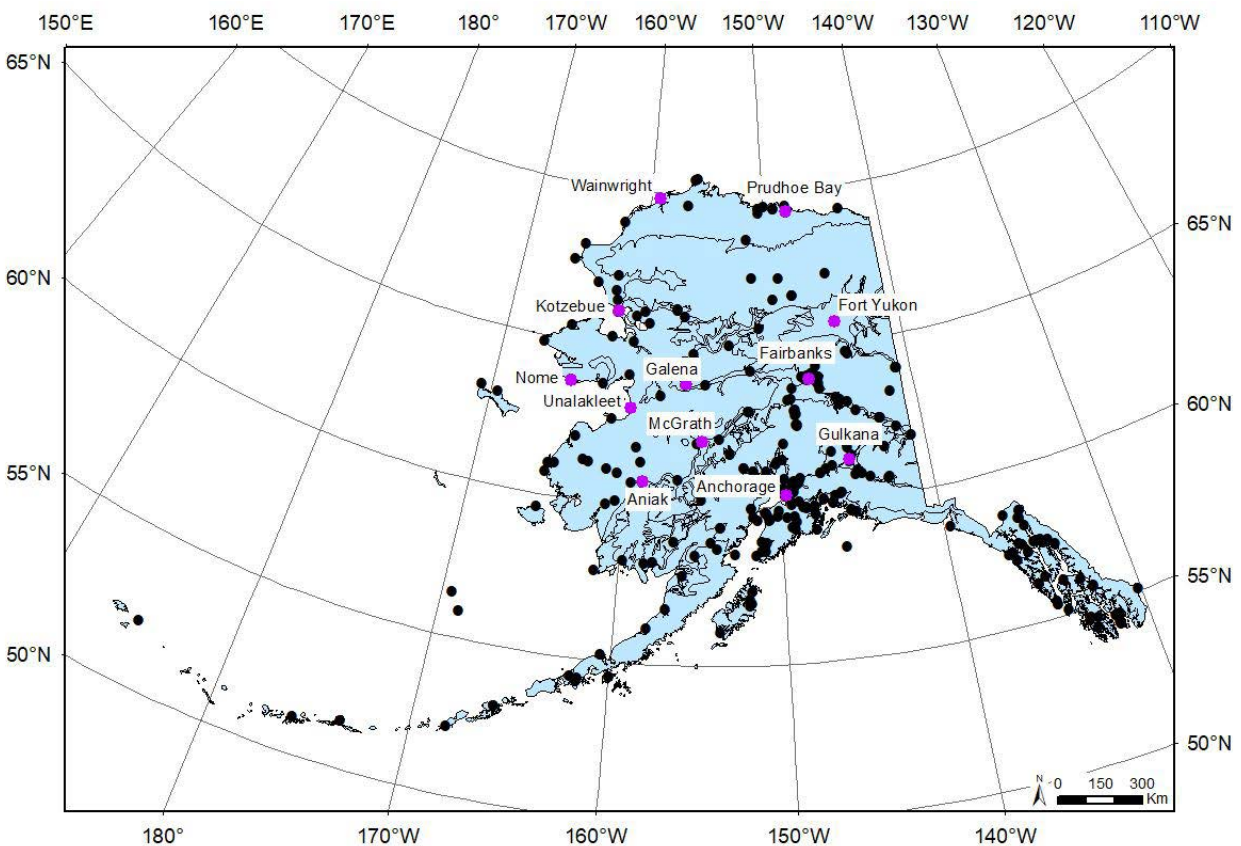 150°E 160°E 170°E 180° 170°W 160°W 150°W 140°W 130°W 120°W 110°W
65°N
Wainwright
Prudhoe Bay
65°N
60°N
Kotzebue
Fort Yukon
Fairbanks
Galena
Nome
Unalakleet
60°N
McGrath
Gulkana
55°N
Anchorage
Aniak
55°N
50°N
50°N
N 0 150 300
Km
180° 170°W 160°W 150°W 140°W